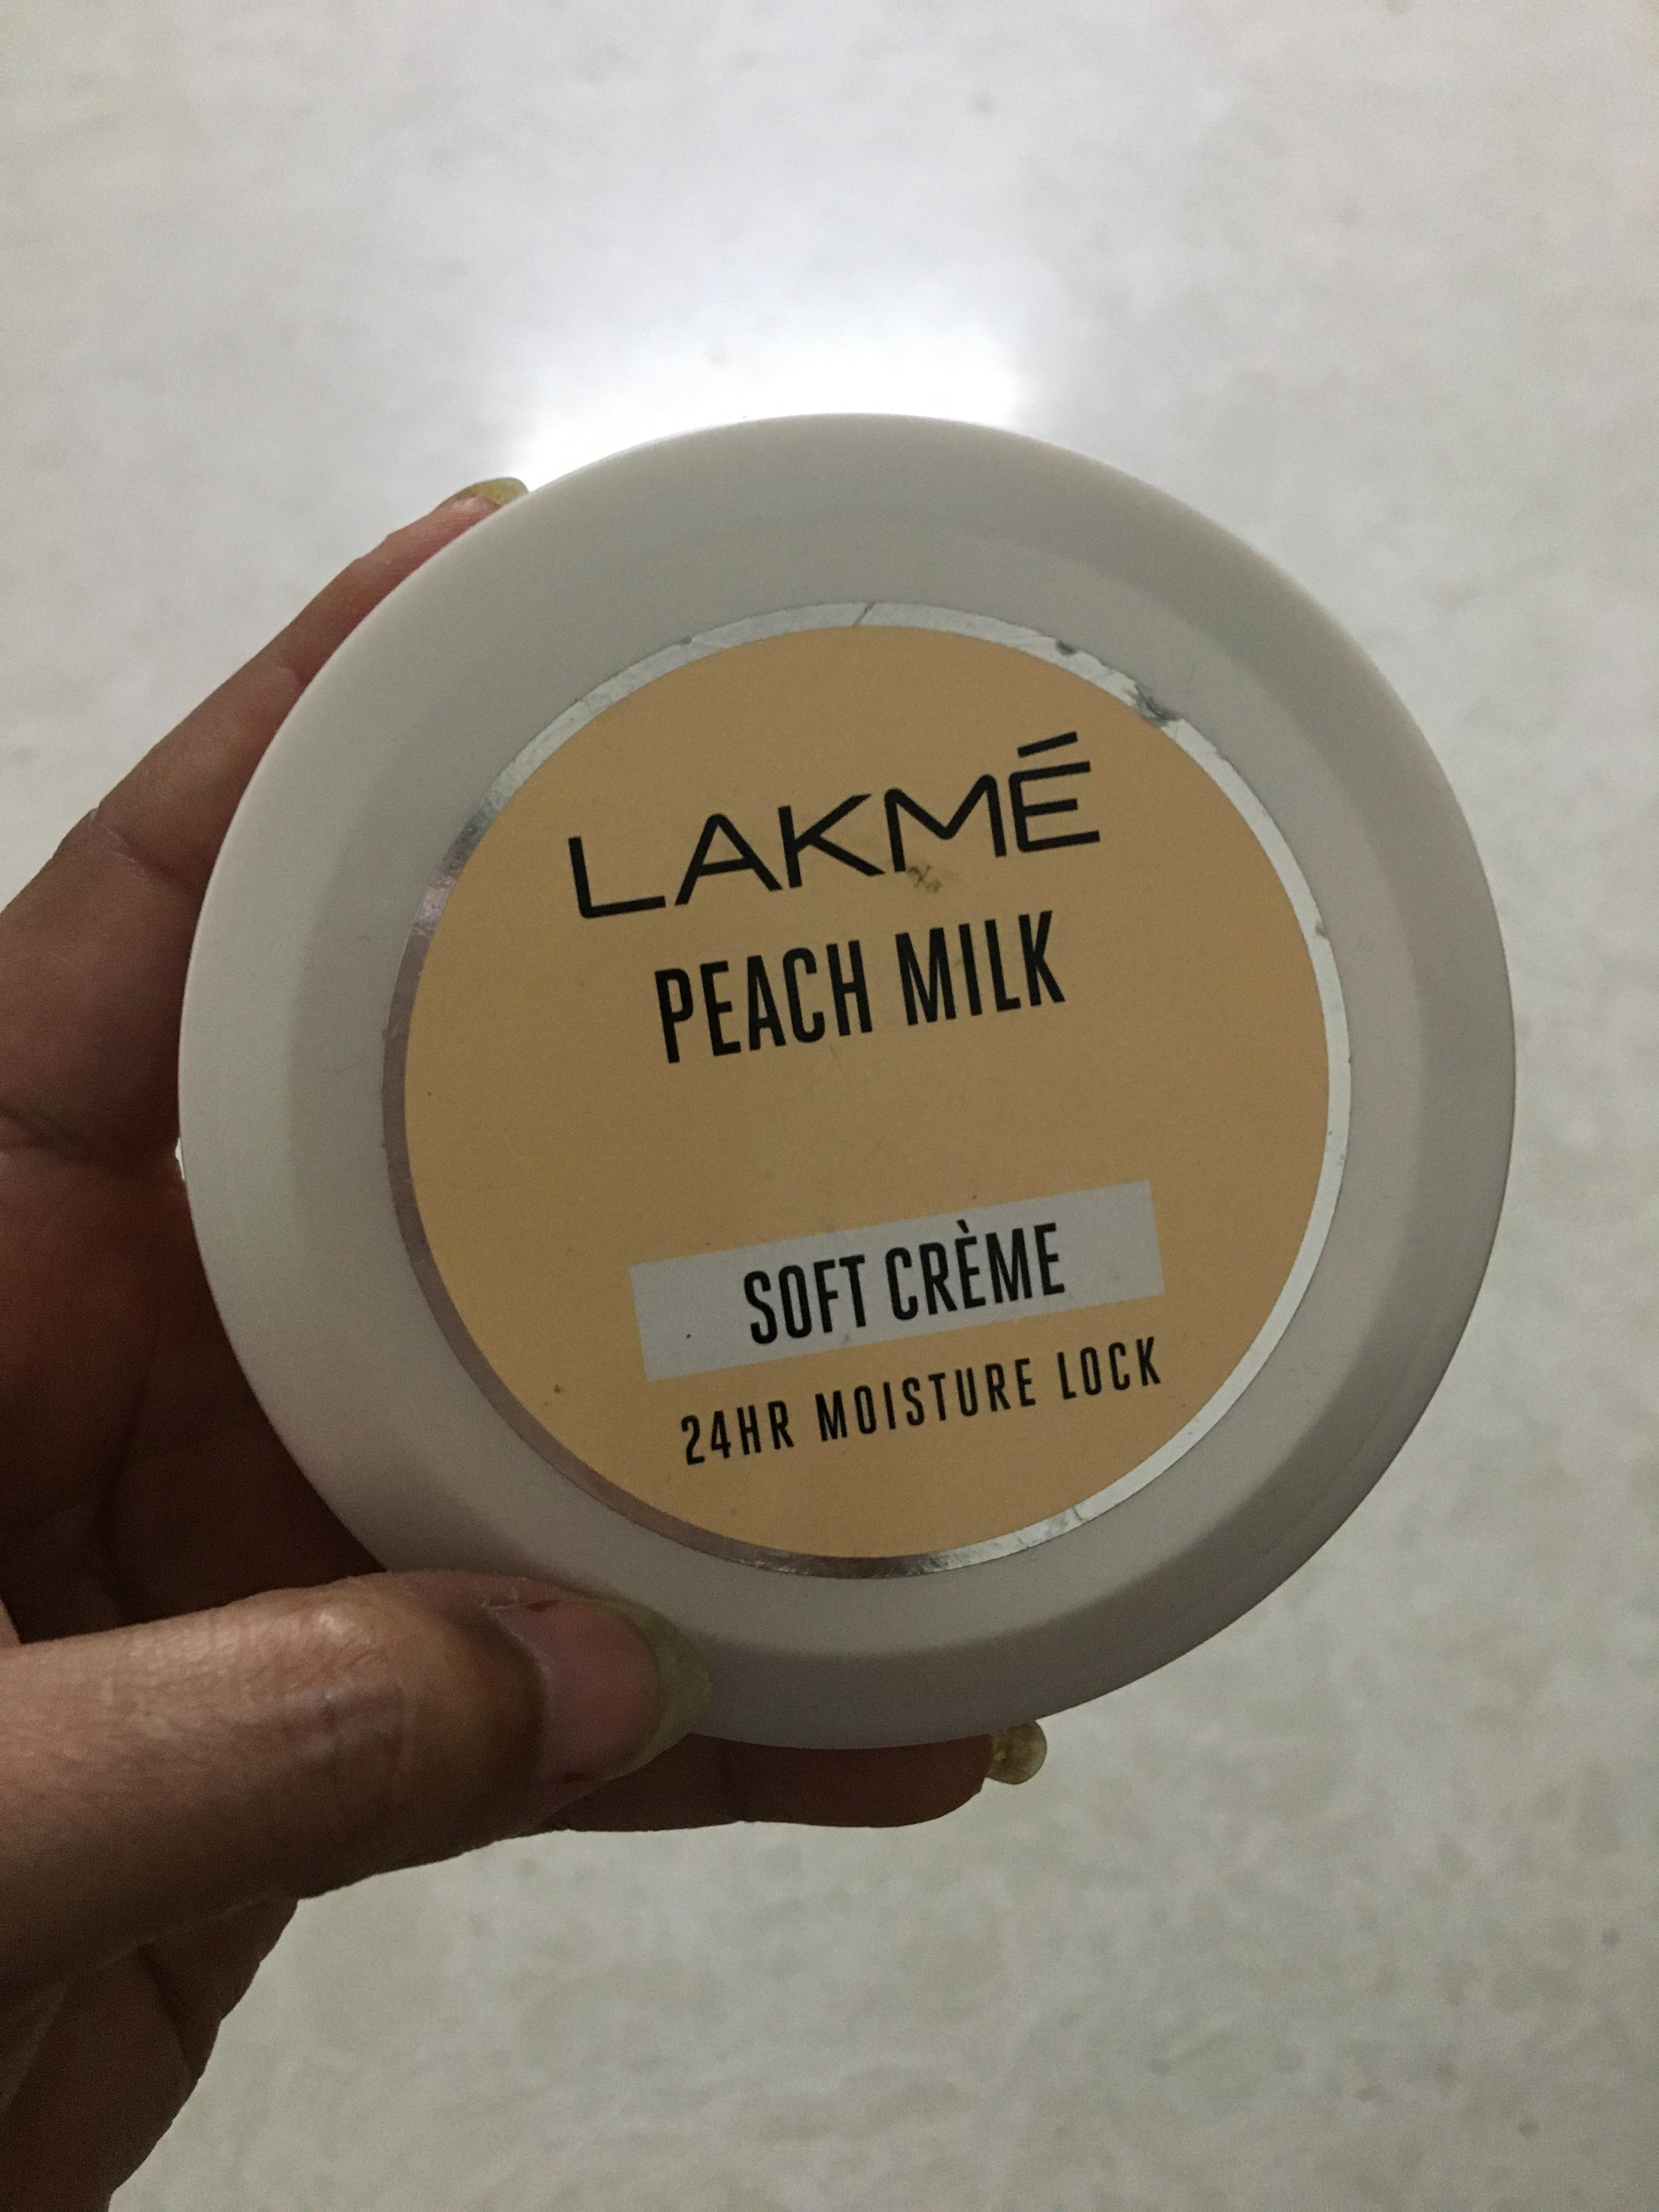 LAKMÉ
PEACH MILK
SOFT CRÈME
24HR MOISTURE LOCK